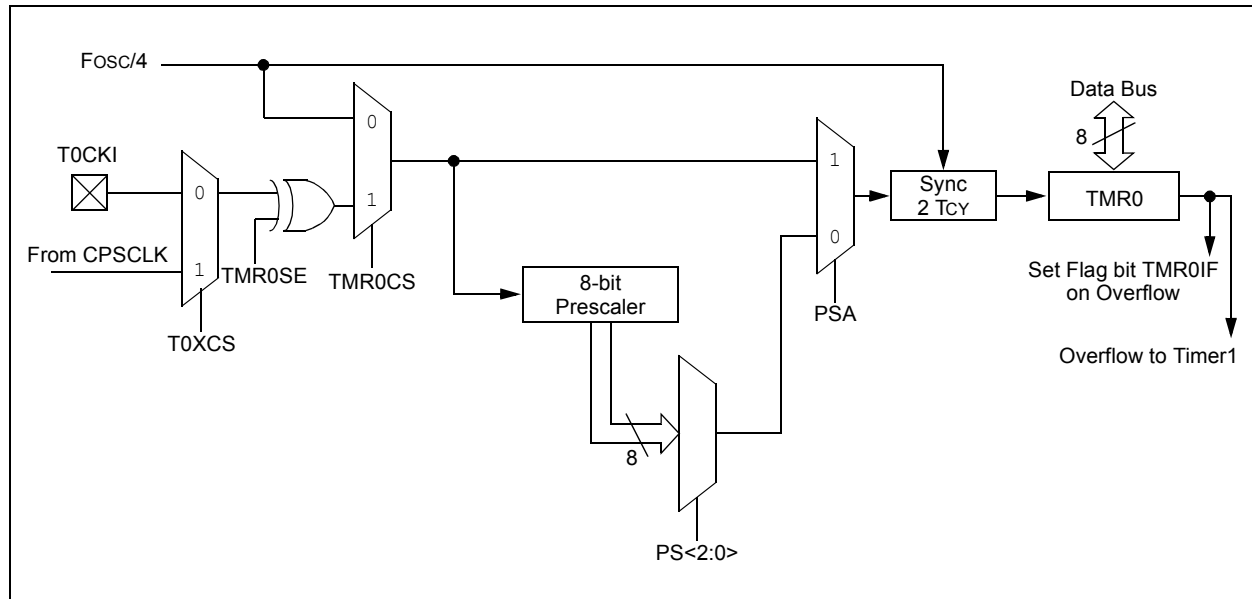 FOSC/4
Data Bus
8
0
T0CKI
0
1
1
Sync
2 TCY
TMR0
0
From CPSCLK
1
TMR0SE
TMR0CS
8-bit
Prescaler
PSA
Set Flag bit TMR0IF
on Overflow
T0XCS
Overflow to Timer1
8
PS<2:0>